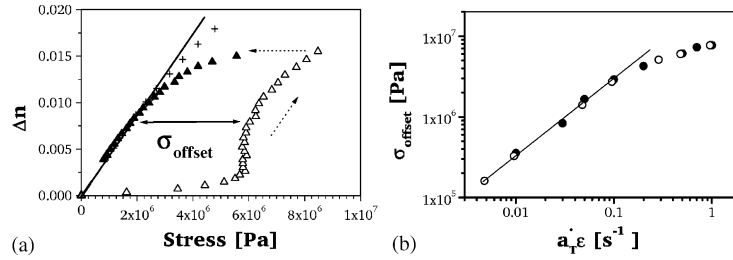 0.020
0.015
0.010
0.005
0.000
Δn
σoffset
0
2x10⁶
4x10⁶
6x10⁶
8x10⁶
1x10⁷
Stress [Pa]
(a)
1x10⁷
1x10⁶
1x10⁵
σoffset [Pa]
0.01
0.1
1
aTε̇ [s⁻¹]
(b)